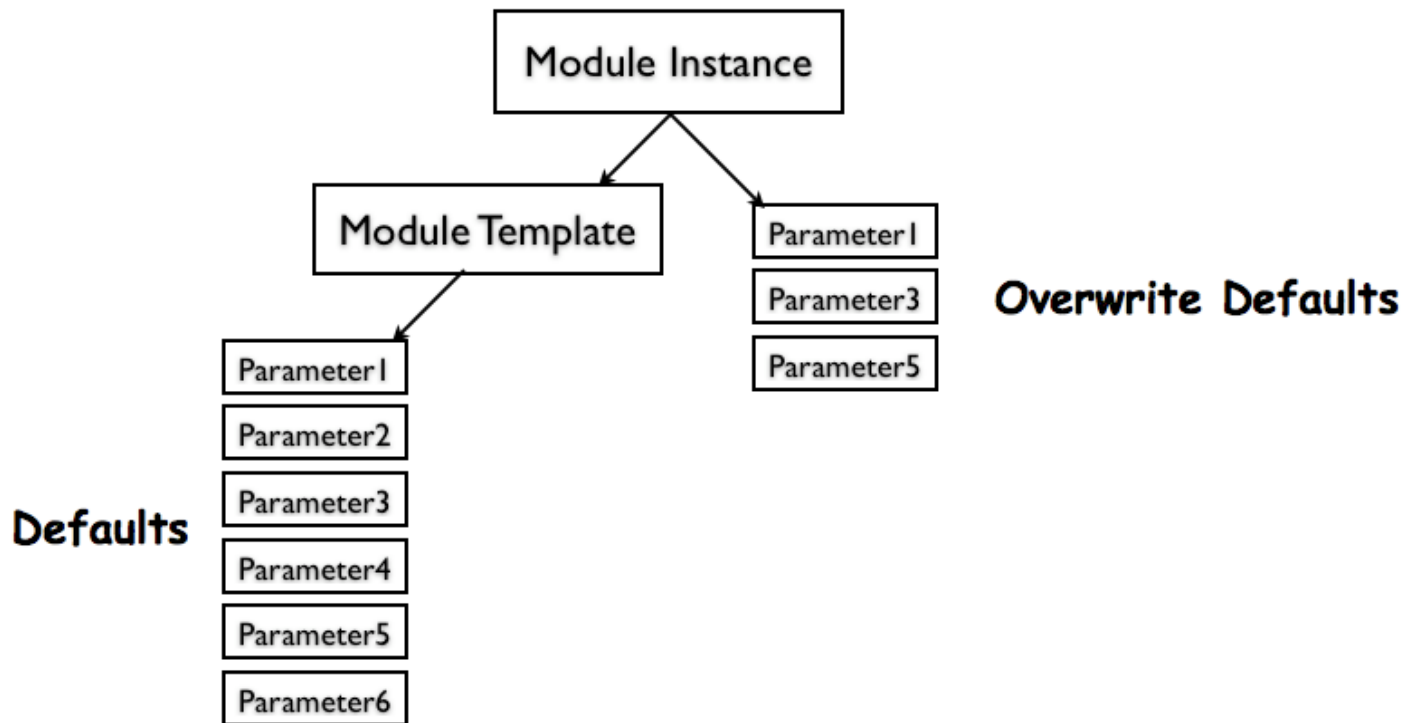 Module Instance
Module Template
Parameter1
Parameter3
Parameter5
Overwrite Defaults
Defaults
Parameter1
Parameter2
Parameter3
Parameter4
Parameter5
Parameter6